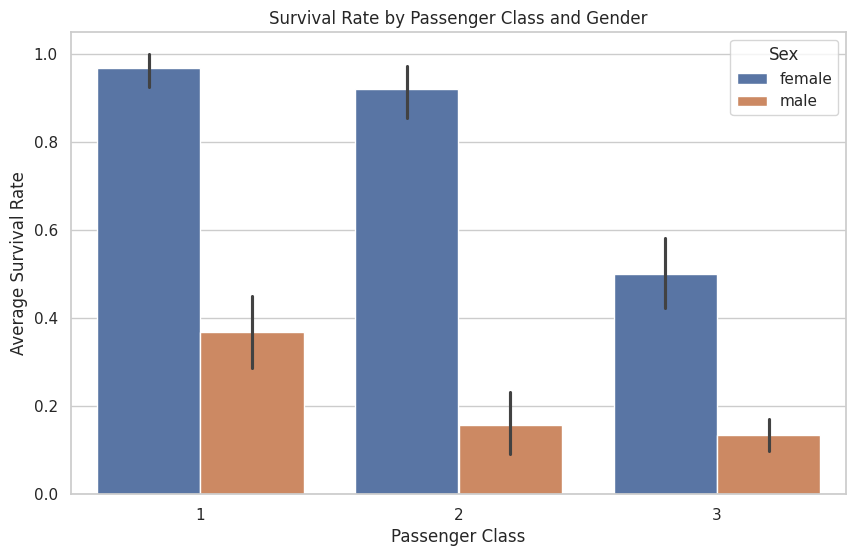 Survival Rate by Passenger Class and Gender
Sex
female
male
1.0
0.8
0.6
0.4
0.2
0.0
Average Survival Rate
1
2
3
Passenger Class